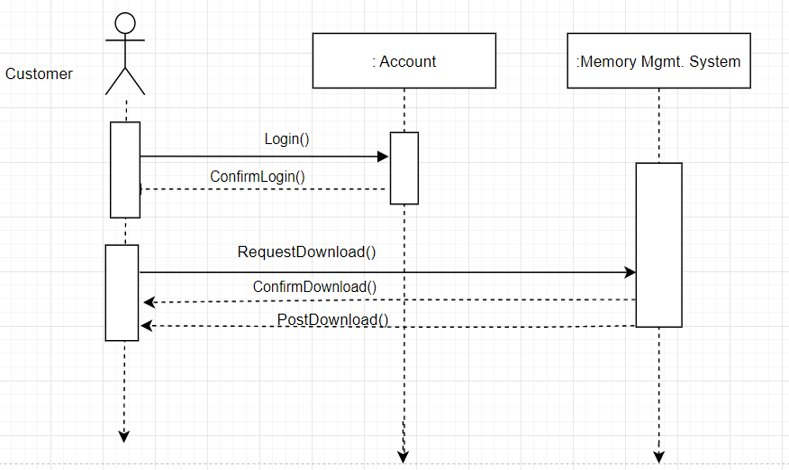 Customer
: Account
:Memory Mgmt. System
Login()
ConfirmLogin()
RequestDownload()
ConfirmDownload()
PostDownload()